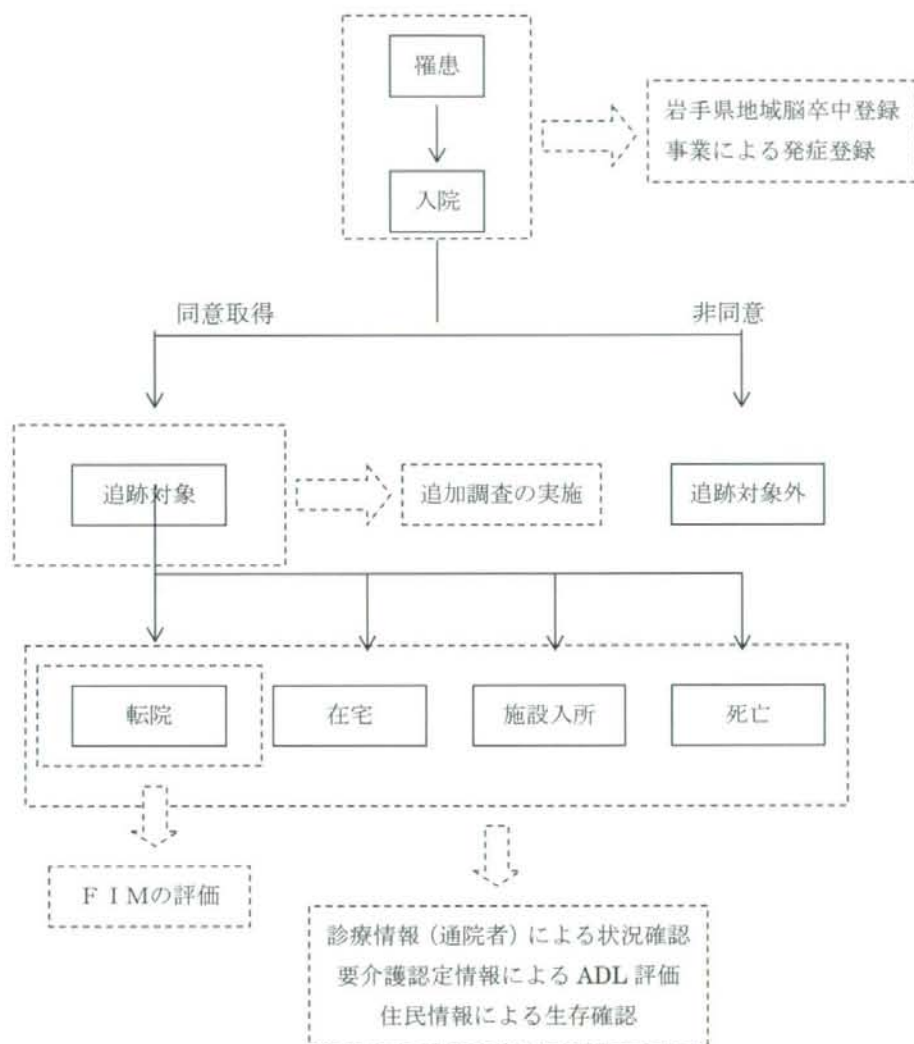 罹患
岩手県地域脳卒中登録
事業による発症登録
入院
同意取得
非同意
追跡対象
追加調査の実施
追跡対象外
転院
在宅
施設入所
死亡
ＦＩＭの評価
診療情報（通院者）による状況確認
要介護認定情報による ADL 評価
住民情報による生存確認